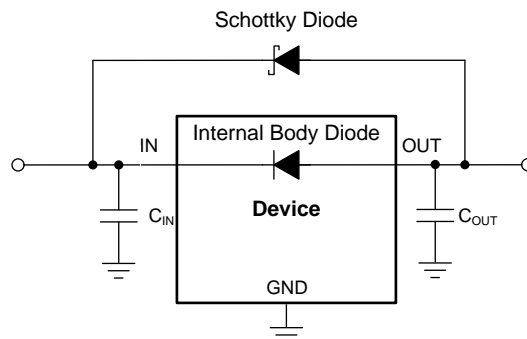 Schottky Diode
Internal Body Diode
IN
OUT
Device
CIN
COUT
GND